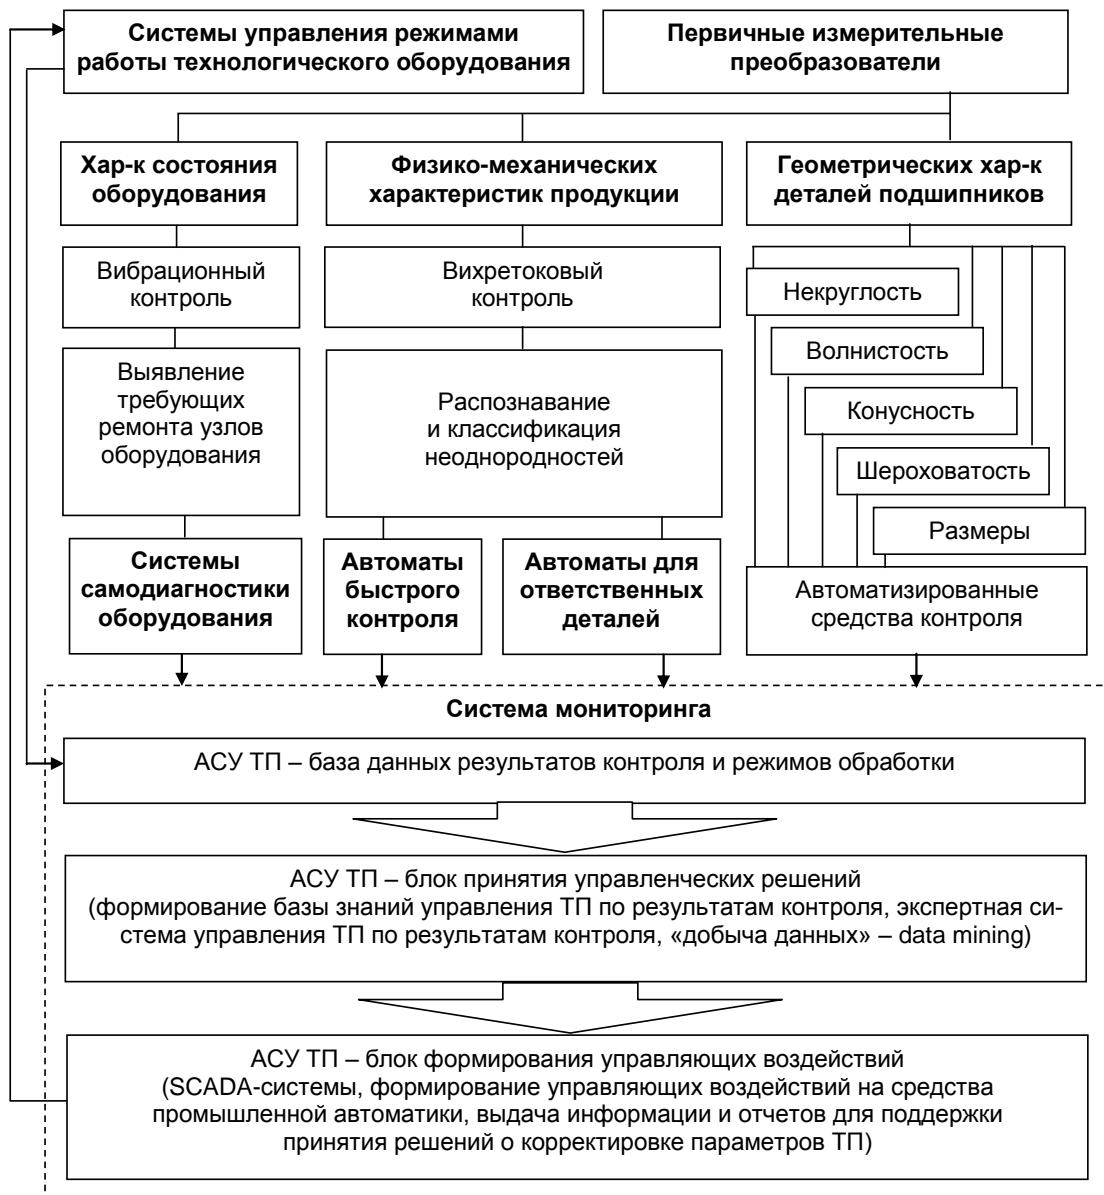 Системы управления режимами
работы технологического оборудования
Первичные измерительные
преобразователи
Хар-к состояния
оборудования
Физико-механических
характеристик продукции
Геометрических хар-к
деталей подшипников
Вибрационный
контроль
Вихретоковый
контроль
Некруглость
Волнистость
Конусность
Шероховатость
Размеры
Выявление
требующих
ремонта узлов
оборудования
Распознавание
и классификация
неоднородностей
Системы
самодиагностики
оборудования
Автоматы
быстрого
контроля
Автоматы для
ответственных
деталей
Автоматизированные
средства контроля
Система мониторинга
АСУ ТП – база данных результатов контроля и режимов обработки
АСУ ТП – блок принятия управленческих решений
(формирование базы знаний управления ТП по результатам контроля, экспертная си-
стема управления ТП по результатам контроля, «добыча данных» – data mining)
АСУ ТП – блок формирования управляющих воздействий
(SCADA-системы, формирование управляющих воздействий на средства
промышленной автоматики, выдача информации и отчетов для поддержки
принятия решений о корректировке параметров ТП)